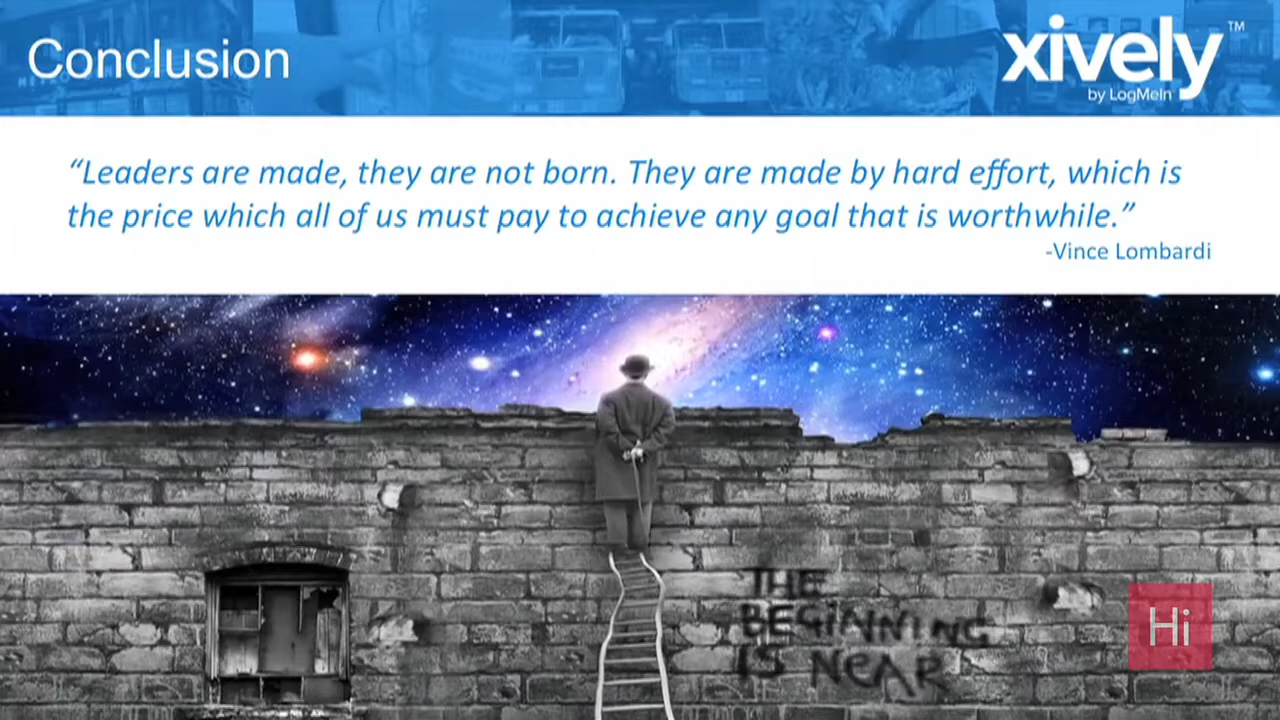 Conclusion
xively™
by LogMeIn
“Leaders are made, they are not born. They are made by hard effort, which is
the price which all of us must pay to achieve any goal that is worthwhile.”
-Vince Lombardi
THE
BEGINNING
IS NEAR
Hi